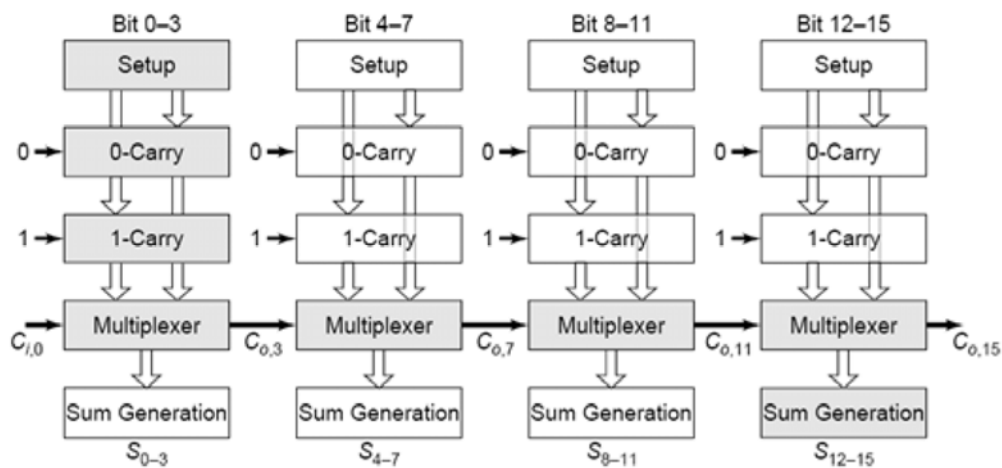 Bit 0–3 Bit 4–7 Bit 8–11 Bit 12–15
Setup Setup Setup Setup
0 0-Carry 0 0-Carry 0 0-Carry 0 0-Carry
1 1-Carry 1 1-Carry 1 1-Carry 1 1-Carry
Multiplexer Multiplexer Multiplexer Multiplexer
Ci,0 Co,3 Co,7 Co,11 Co,15
Sum Generation Sum Generation Sum Generation Sum Generation
S0–3 S4–7 S8–11 S12–15